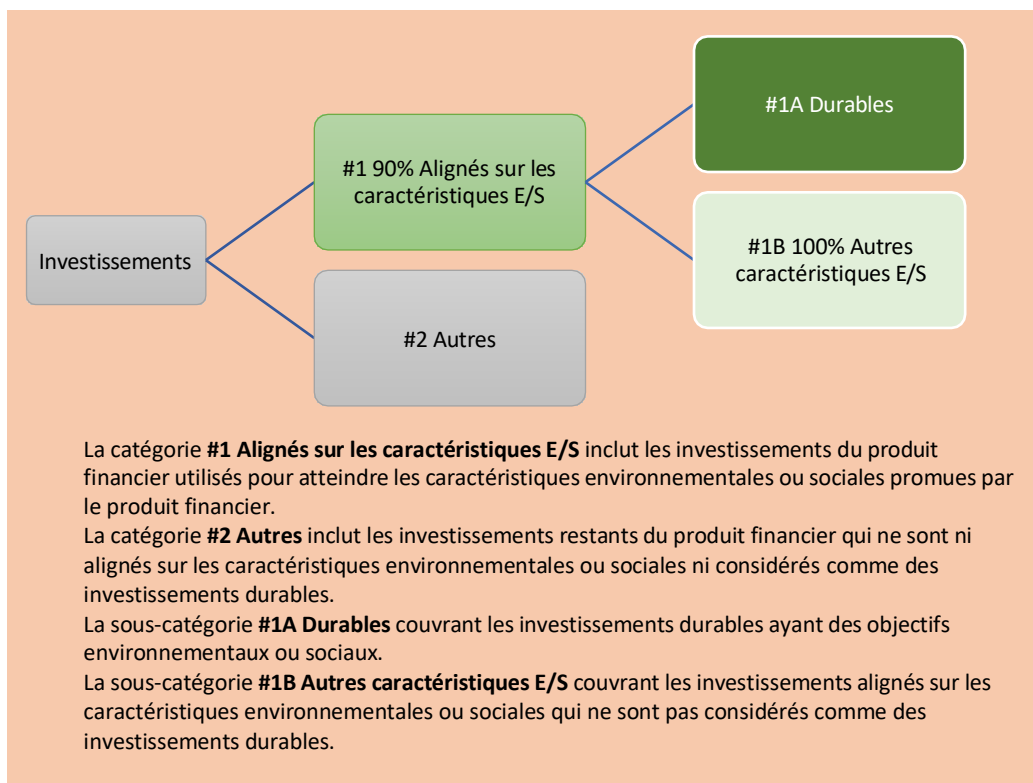 #1A Durables
#1 90% Alignés sur les
caractéristiques E/S
#1B 100% Autres
caractéristiques E/S
Investissements
#2 Autres
La catégorie #1 Alignés sur les caractéristiques E/S inclut les investissements du produit
financier utilisés pour atteindre les caractéristiques environnementales ou sociales promues par
le produit financier.
La catégorie #2 Autres inclut les investissements restants du produit financier qui ne sont ni
alignés sur les caractéristiques environnementales ou sociales ni considérés comme des
investissements durables.
La sous-catégorie #1A Durables couvrant les investissements durables ayant des objectifs
environnementaux ou sociaux.
La sous-catégorie #1B Autres caractéristiques E/S couvrant les investissements alignés sur les
caractéristiques environnementales ou sociales qui ne sont pas considérés comme des
investissements durables.